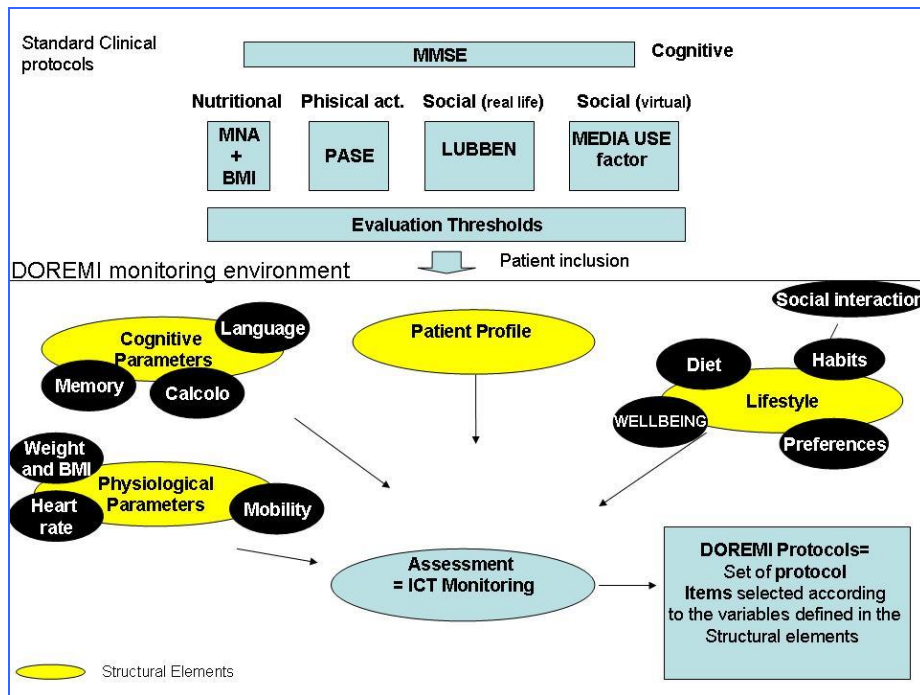 Standard Clinical
protocols
MMSE
Cognitive
Nutritional
Phisical act.
Social (real life)
Social (virtual)
MNA
+
BMI
PASE
LUBBEN
MEDIA USE
factor
Evaluation Thresholds
Patient inclusion
DOREMI monitoring environment
Social interaction
Language
Cognitive
Parameters
Memory
Calcolo
Patient Profile
Diet
Habits
Lifestyle
WELLBEING
Preferences
Weight
and BMI
Physiological
Parameters
Heart
rate
Mobility
Assessment
= ICT Monitoring
DOREMI Protocols=
Set of protocol
Items selected according
to the variables defined in the
Structural elements
Structural Elements